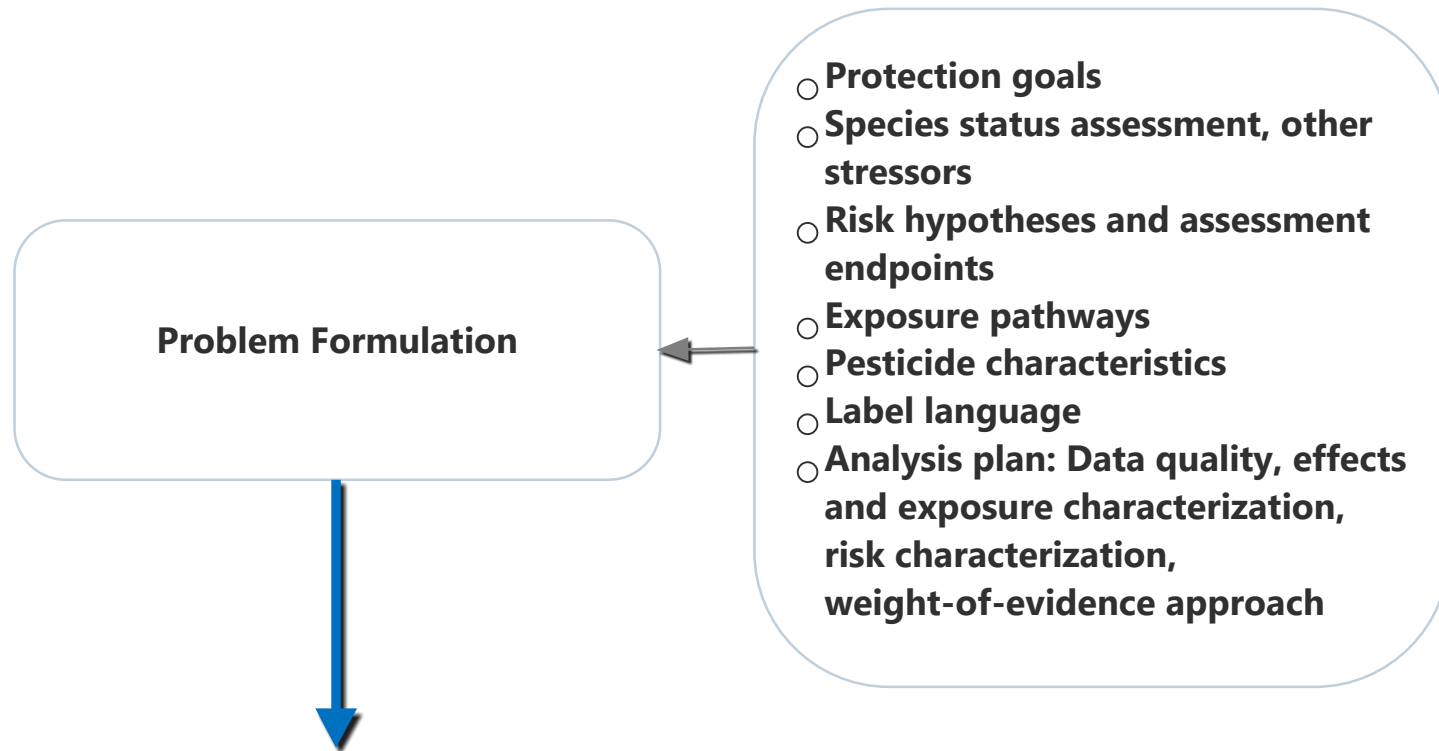 Problem Formulation
○ Protection goals
○ Species status assessment, other
stressors
○ Risk hypotheses and assessment
endpoints
○ Exposure pathways
○ Pesticide characteristics
○ Label language
○ Analysis plan: Data quality, effects
and exposure characterization,
risk characterization,
weight-of-evidence approach